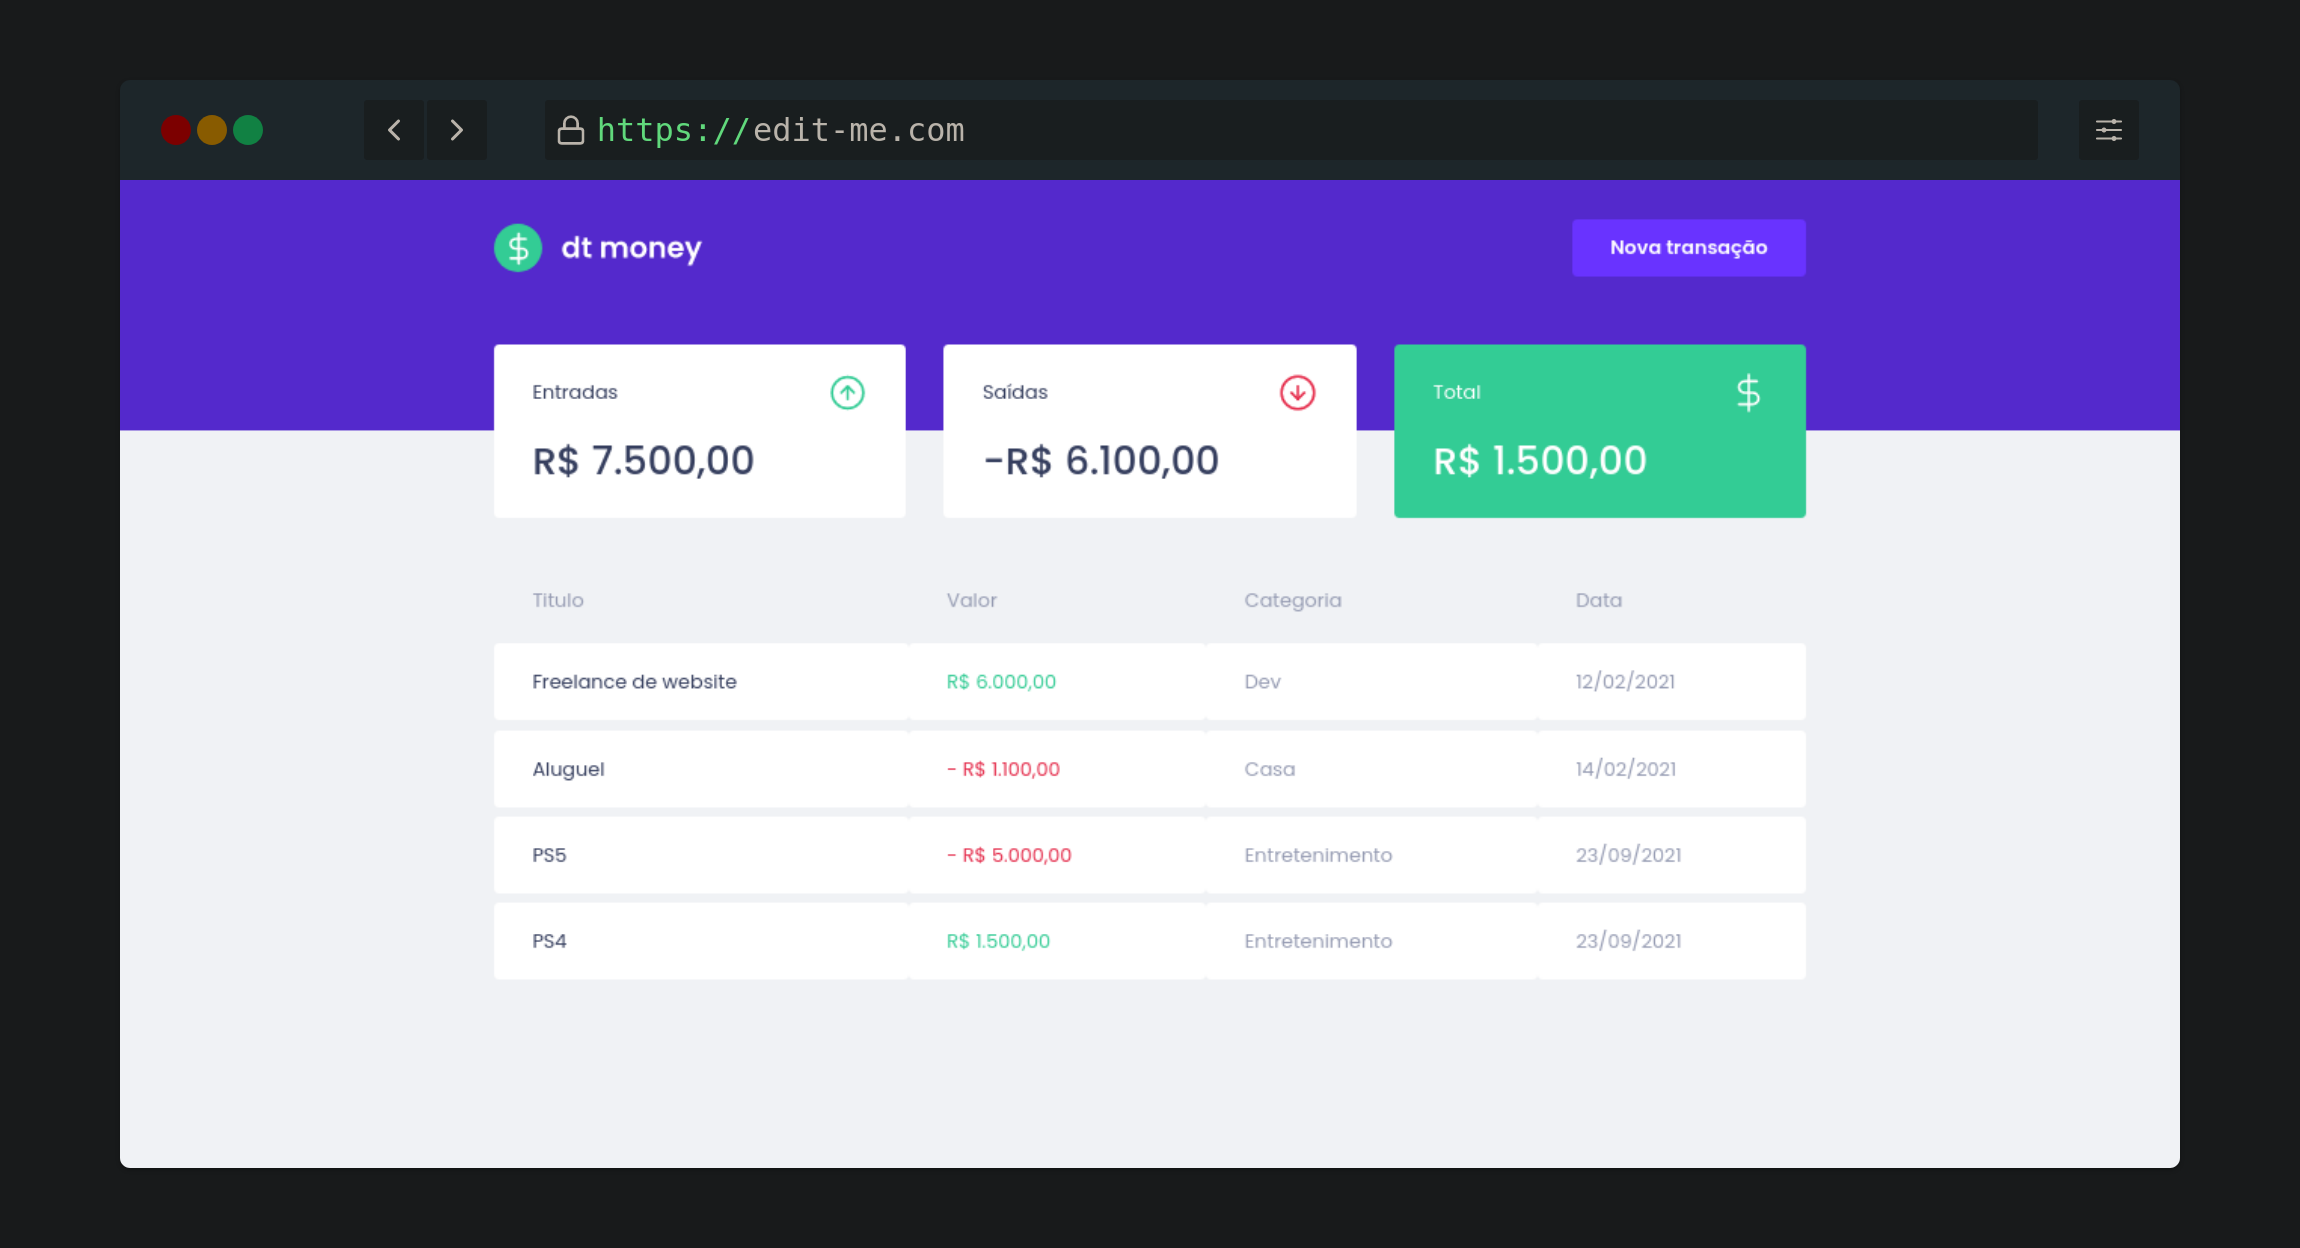 https://edit-me.com
dt money
Nova transação
Entradas
Saídas
Total
R$ 7.500,00
-R$ 6.100,00
R$ 1.500,00
Titulo Valor Categoria Data
Freelance de website R$ 6.000,00 Dev 12/02/2021
Aluguel - R$ 1.100,00 Casa 14/02/2021
PS5 - R$ 5.000,00 Entretenimento 23/09/2021
PS4 R$ 1.500,00 Entretenimento 23/09/2021